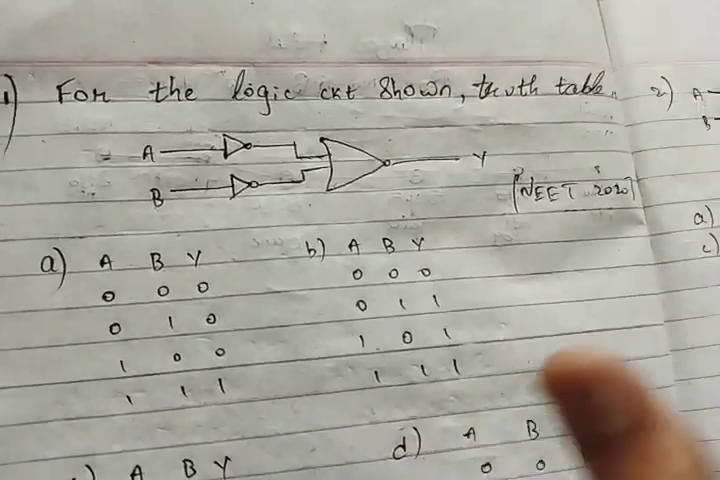 1) For the logic ckt shown, truth table.
A
Y
B
[NEET 2020]
a) A B Y
0 0 0
0 1 0
1 0 0
1 1 1
b) A B Y
0 0 0
0 1 1
1 0 1
1 1 1
A B Y
d) A B
0 0
2) A
B
a)
c)